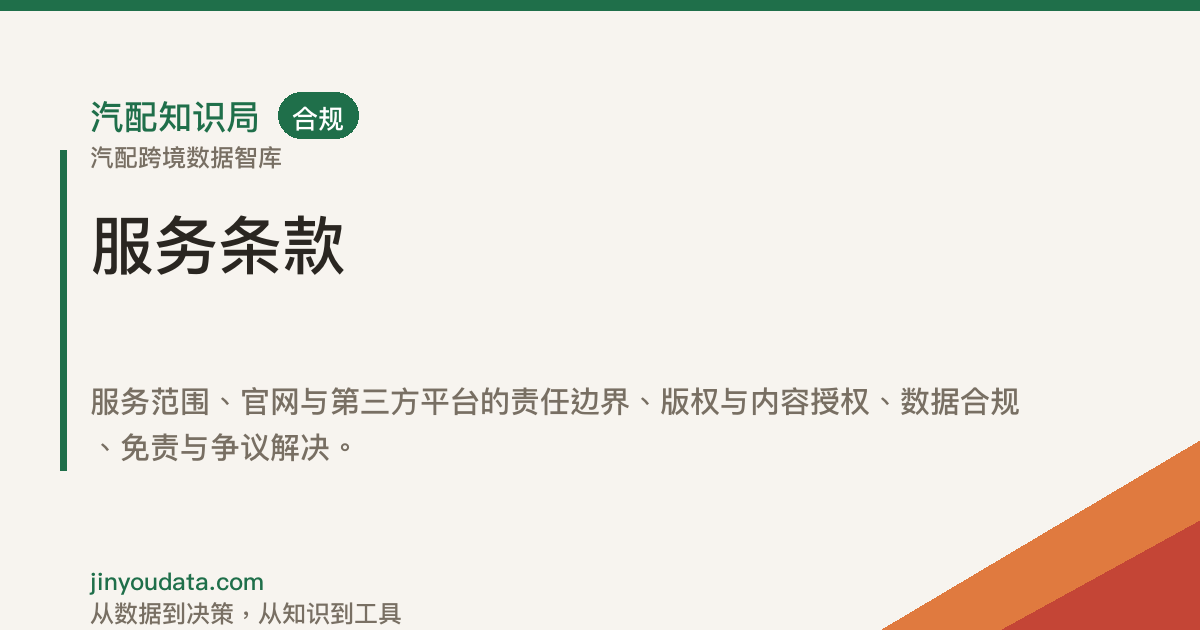 汽配知识局 合规
汽配跨境数据智库
服务条款
服务范围、官网与第三方平台的责任边界、版权与内容授权、数据合规
、免责与争议解决。
jinyoudata.com
从数据到决策，从知识到工具